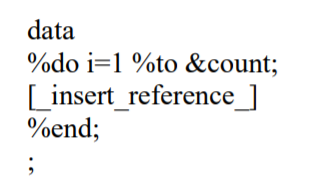 data
%do i=1 %to &count;
[_insert_reference_]
%end;
;